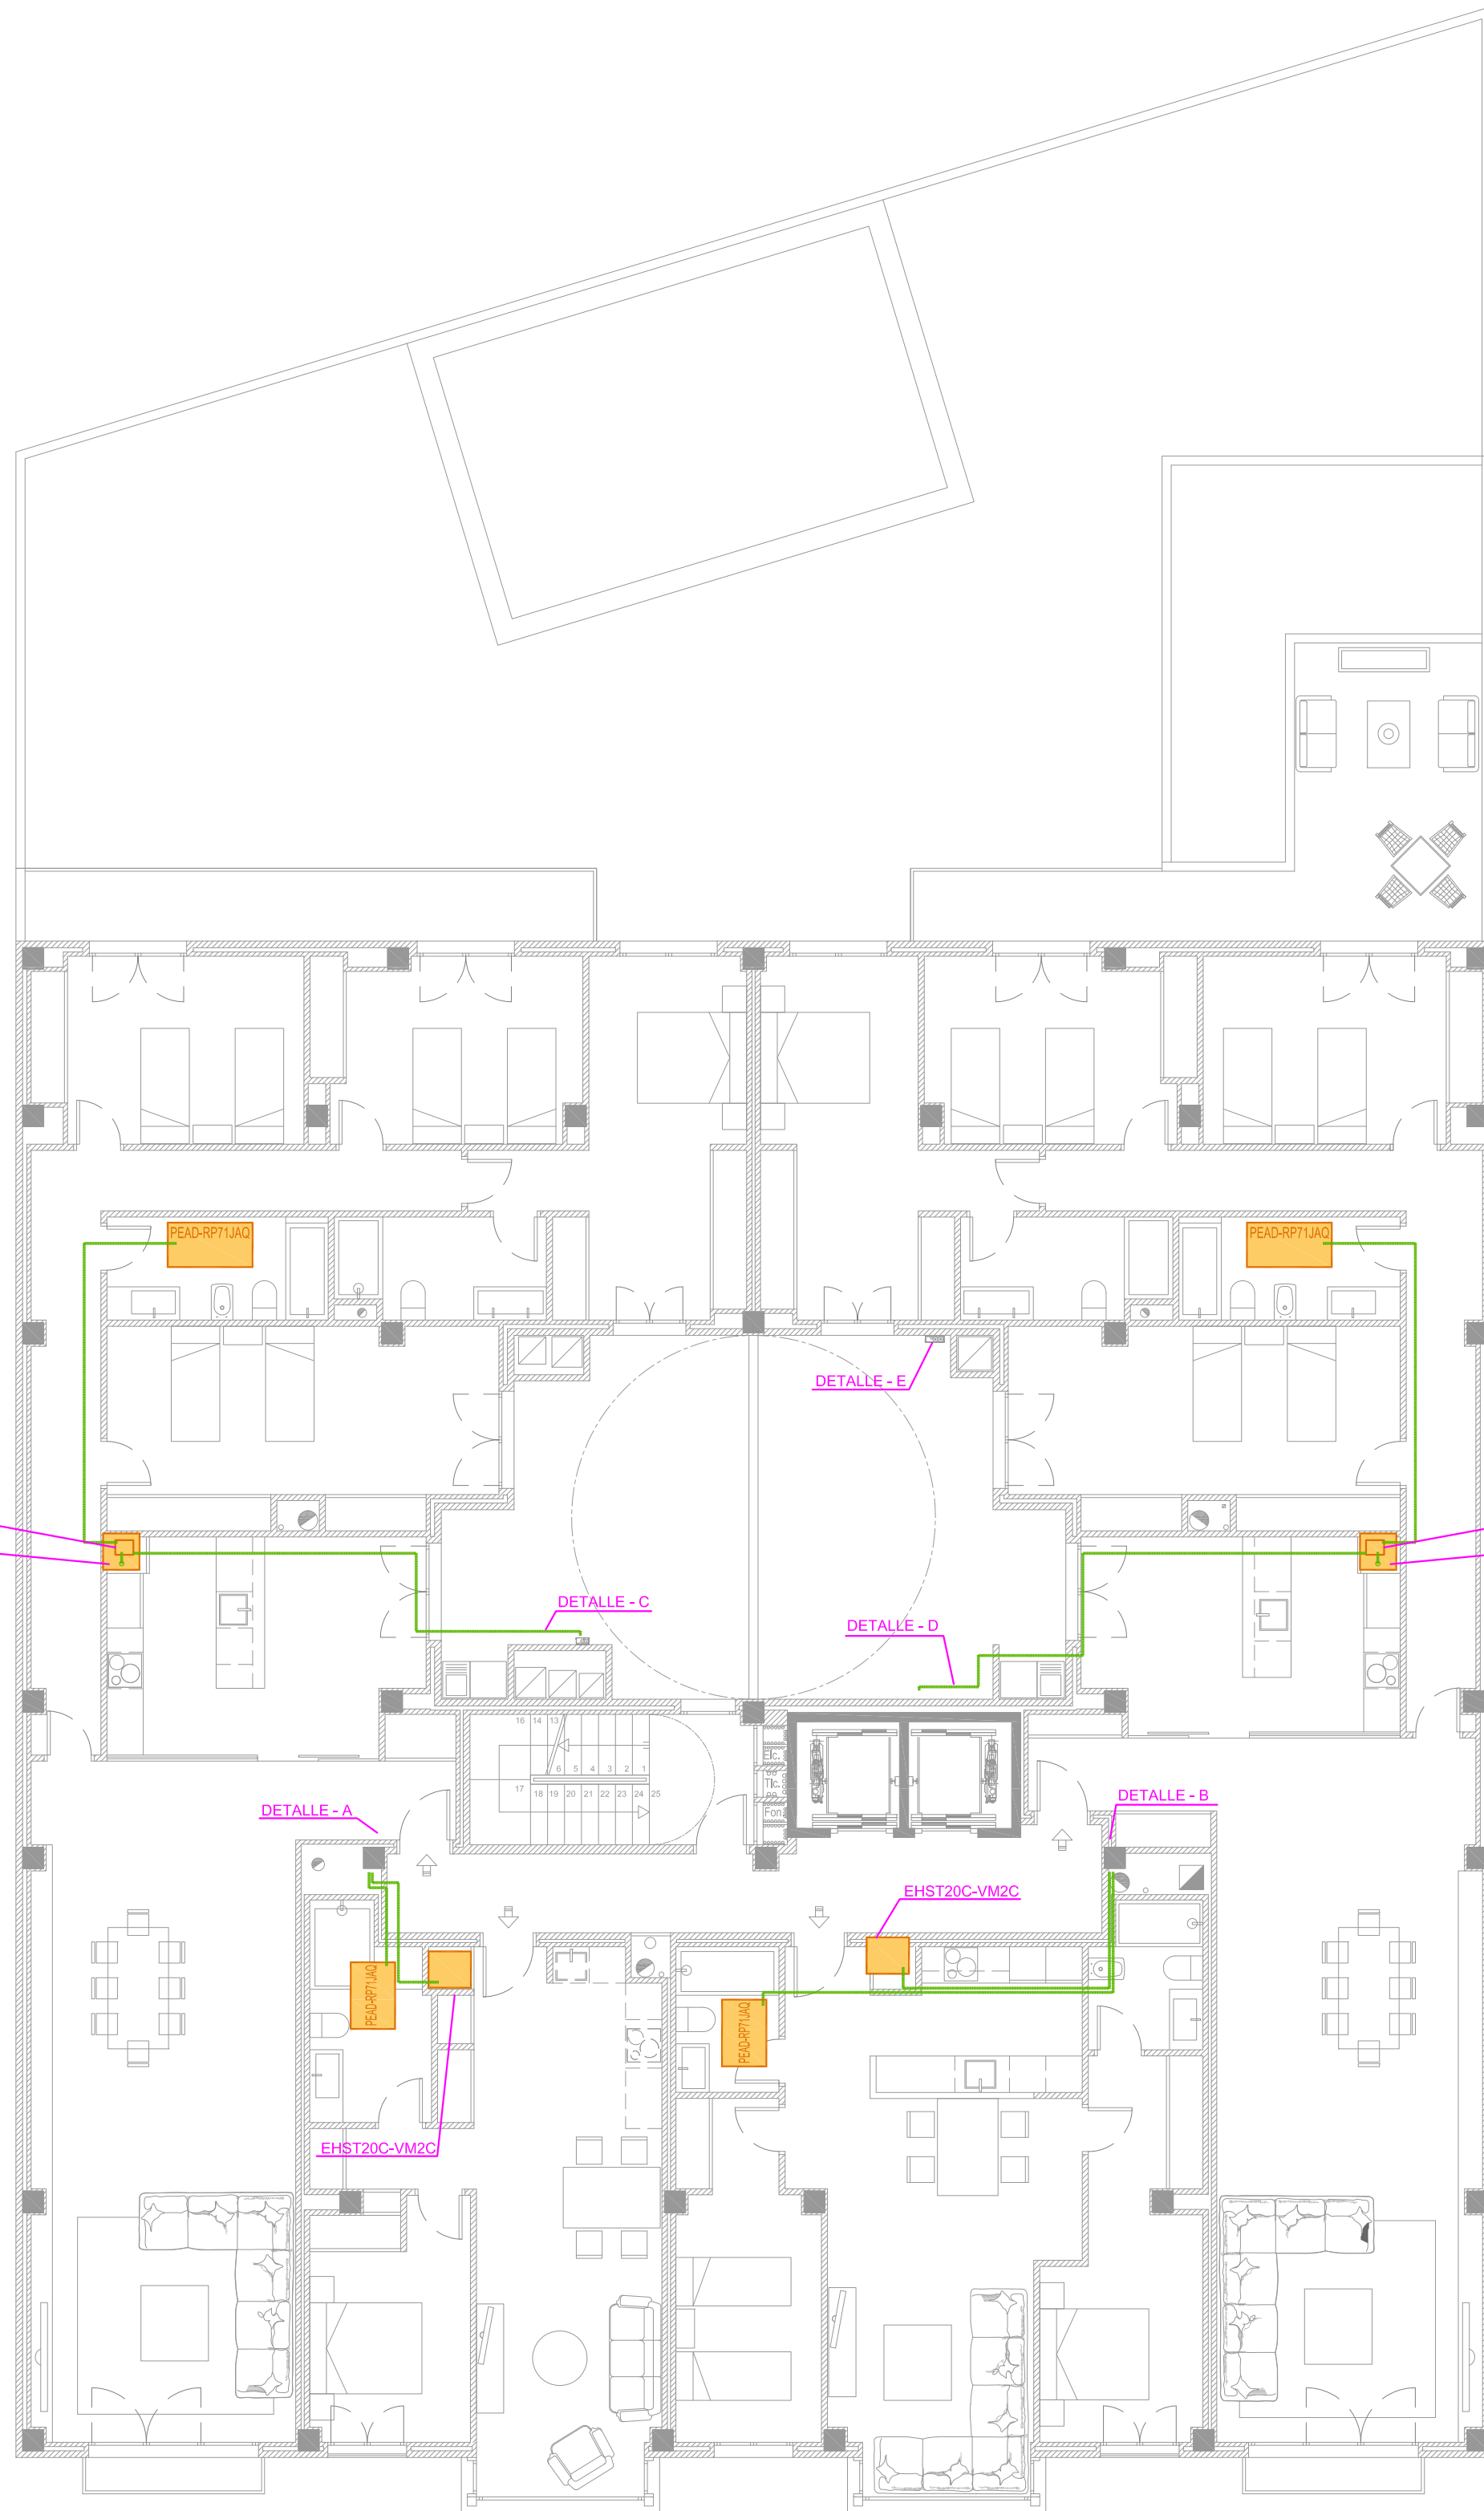 PEAD-RP71JAQ
PEAD-RP71JAQ
DETALLE - E
DETALLE - C
DETALLE - D
16 14 13
6 5 4 3 2 1
17
18 19 20 21 22 23 24 25
Elc.
Tlc.
Fon.
DETALLE - A
DETALLE - B
EHST20C-VM2C
PEAD-RP71JAQ
PEAD-RP71JAQ
EHST20C-VM2C